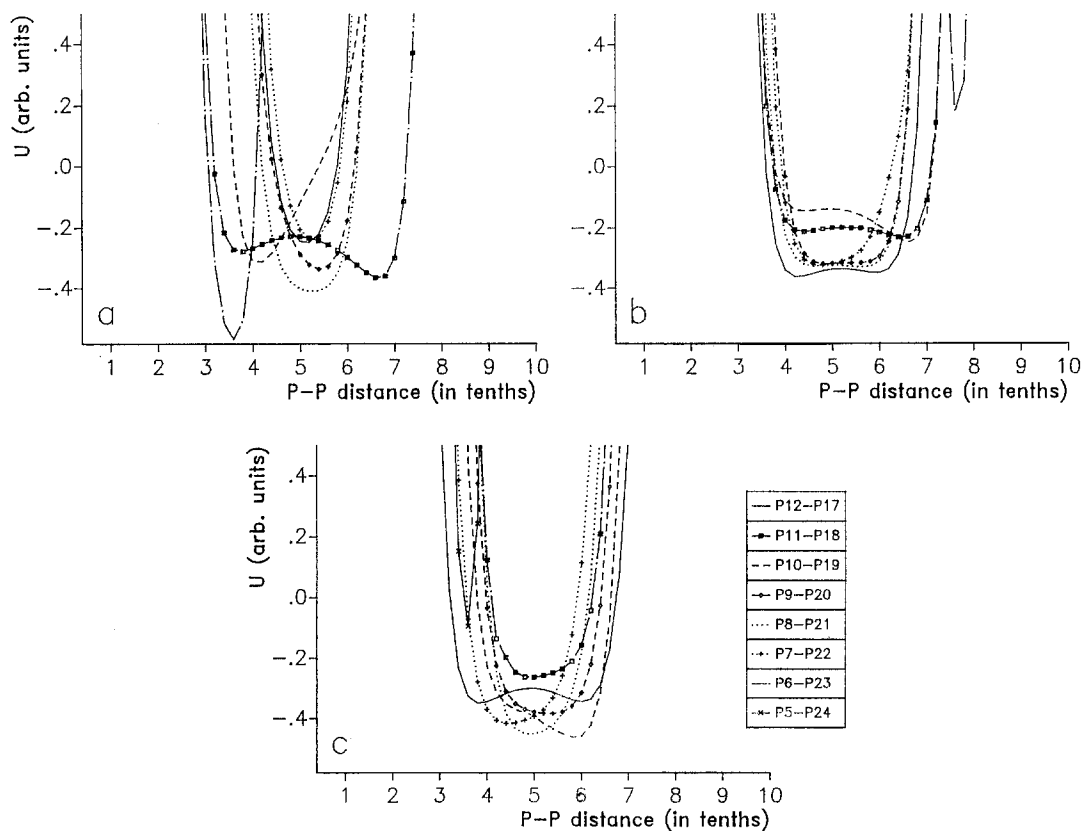 U (arb. units)
.4
.2
.0
-.2
-.4
a
1 2 3 4 5 6 7 8 9 10
P-P distance (in tenths)
U (arb. units)
.4
.2
.0
-.2
-.4
b
1 2 3 4 5 6 7 8 9 10
P-P distance (in tenths)
U (arb. units)
.4
.2
.0
-.2
-.4
c
1 2 3 4 5 6 7 8 9 10
P-P distance (in tenths)
P12-P17
P11-P18
P10-P19
P9-P20
P8-P21
P7-P22
P6-P23
P5-P24